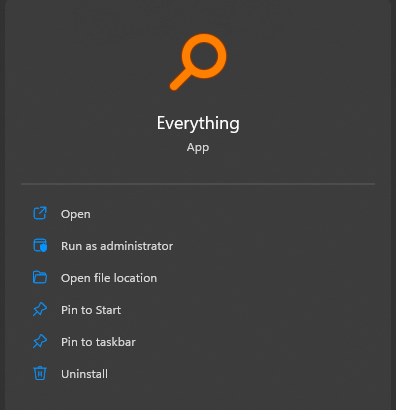 Everything
App
Open
Run as administrator
Open file location
Pin to Start
Pin to taskbar
Uninstall